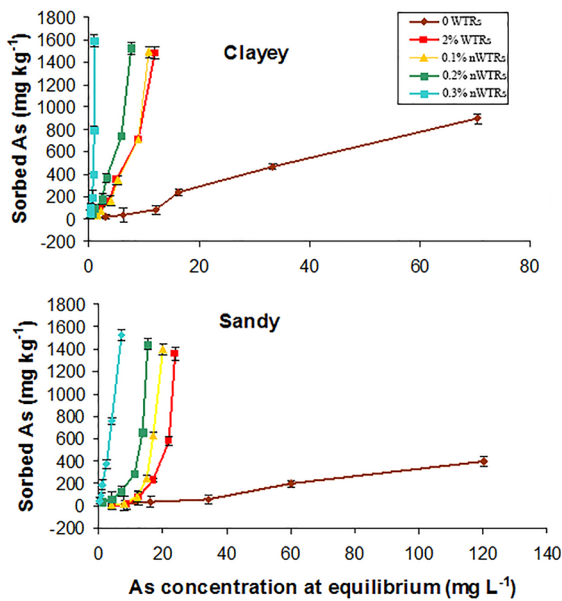 Clayey
0 WTRs
2% WTRs
0.1% nWTRs
0.2% nWTRs
0.3% nWTRs
Sorbed As (mg kg-1)
1800
1600
1400
1200
1000
800
600
400
200
0
-200
0 20 40 60 80
Sandy
Sorbed As (mg kg-1)
1800
1600
1400
1200
1000
800
600
400
200
0
-200
0 20 40 60 80 100 120 140
As concentration at equilibrium (mg L-1)